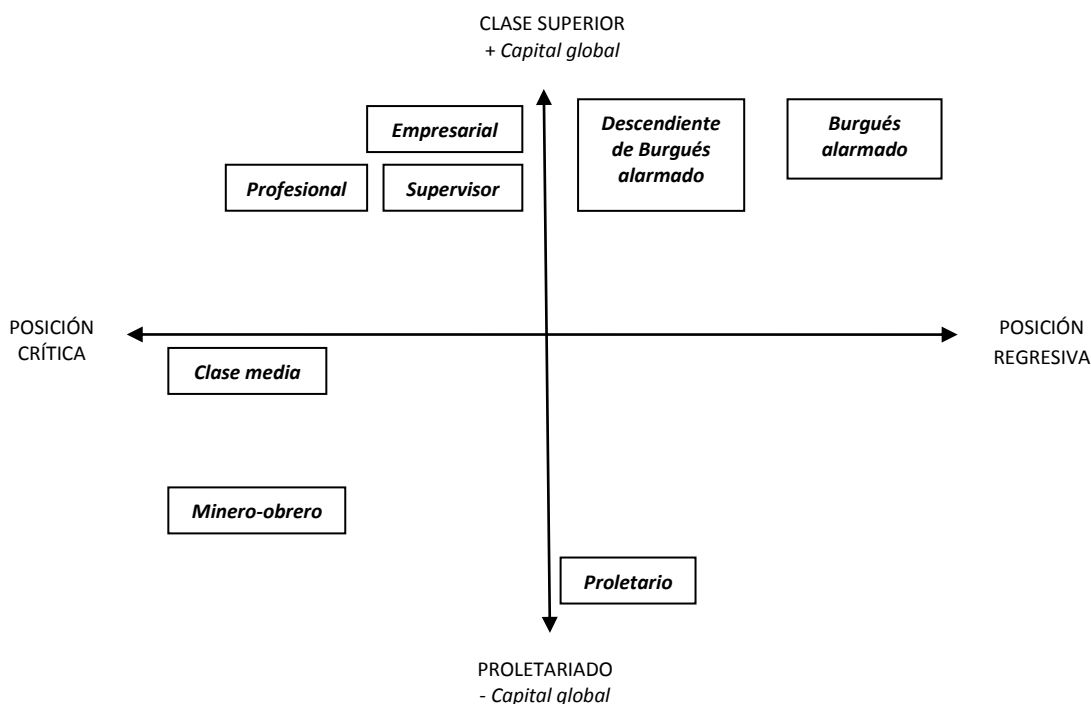 CLASE SUPERIOR
+ Capital global
Empresarial
Descendiente
de Burgués
alarmado
Burgués
alarmado
Profesional
Supervisor
POSICIÓN
CRÍTICA
POSICIÓN
REGRESIVA
Clase media
Minero-obrero
Proletario
PROLETARIADO
- Capital global